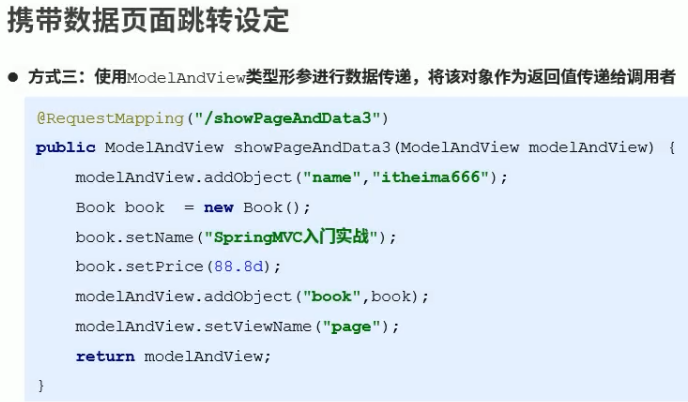 携带数据页面跳转设定
● 方式三：使用ModelAndView类型形参进行数据传递，将该对象作为返回值传递给调用者
@RequestMapping("/showPageAndData3")
public ModelAndView showPageAndData3(ModelAndView modelAndView) {
    modelAndView.addObject("name","itheima666");
    Book book  = new Book();
    book.setName("SpringMVC入门实战");
    book.setPrice(88.8d);
    modelAndView.addObject("book",book);
    modelAndView.setViewName("page");
    return modelAndView;
}